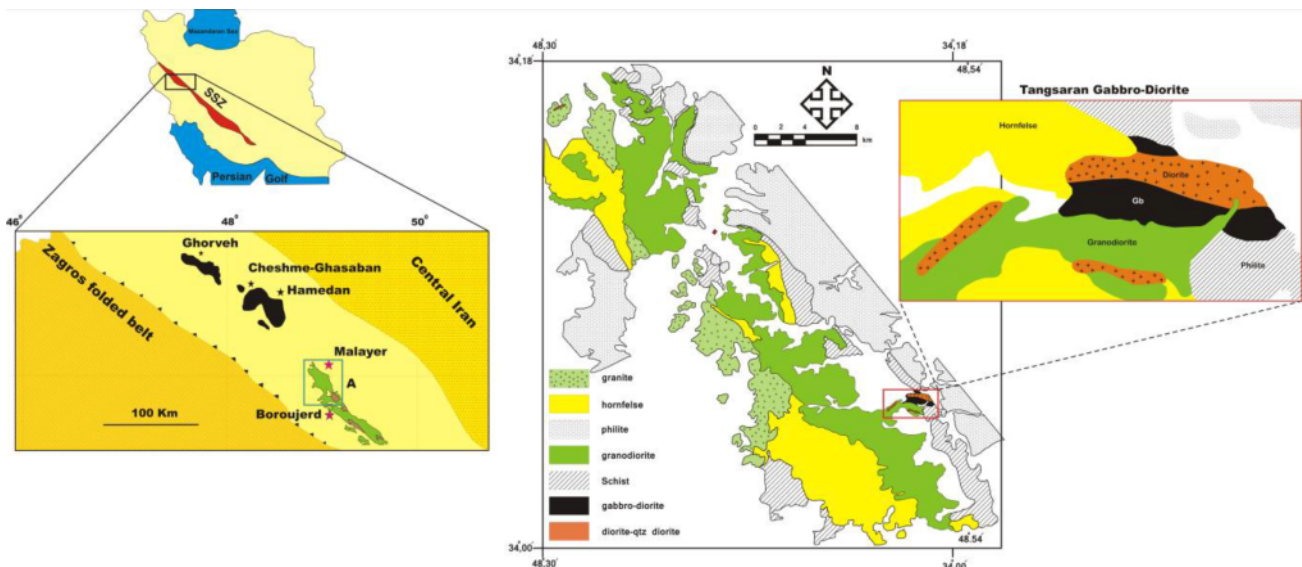 Mazandaran Sea
SSZ
Persian Golf
46
48
50
Ghorveh
Cheshme-Ghasaban
Hamedan
Zagros folded belt
Central Iran
Malayer
A
Boroujerd
100 Km
48,30
34,18
34,18
48,54
N
0 2 4 8
km
granite
hornfelse
philite
granodiorite
Schist
gabbro-diorite
diorite-qtz diorite
34,00
48,30
48,54
34,00
Tangsaran Gabbro-Diorite
Hornfelse
Diorite
Gb
Granodiorite
Philite